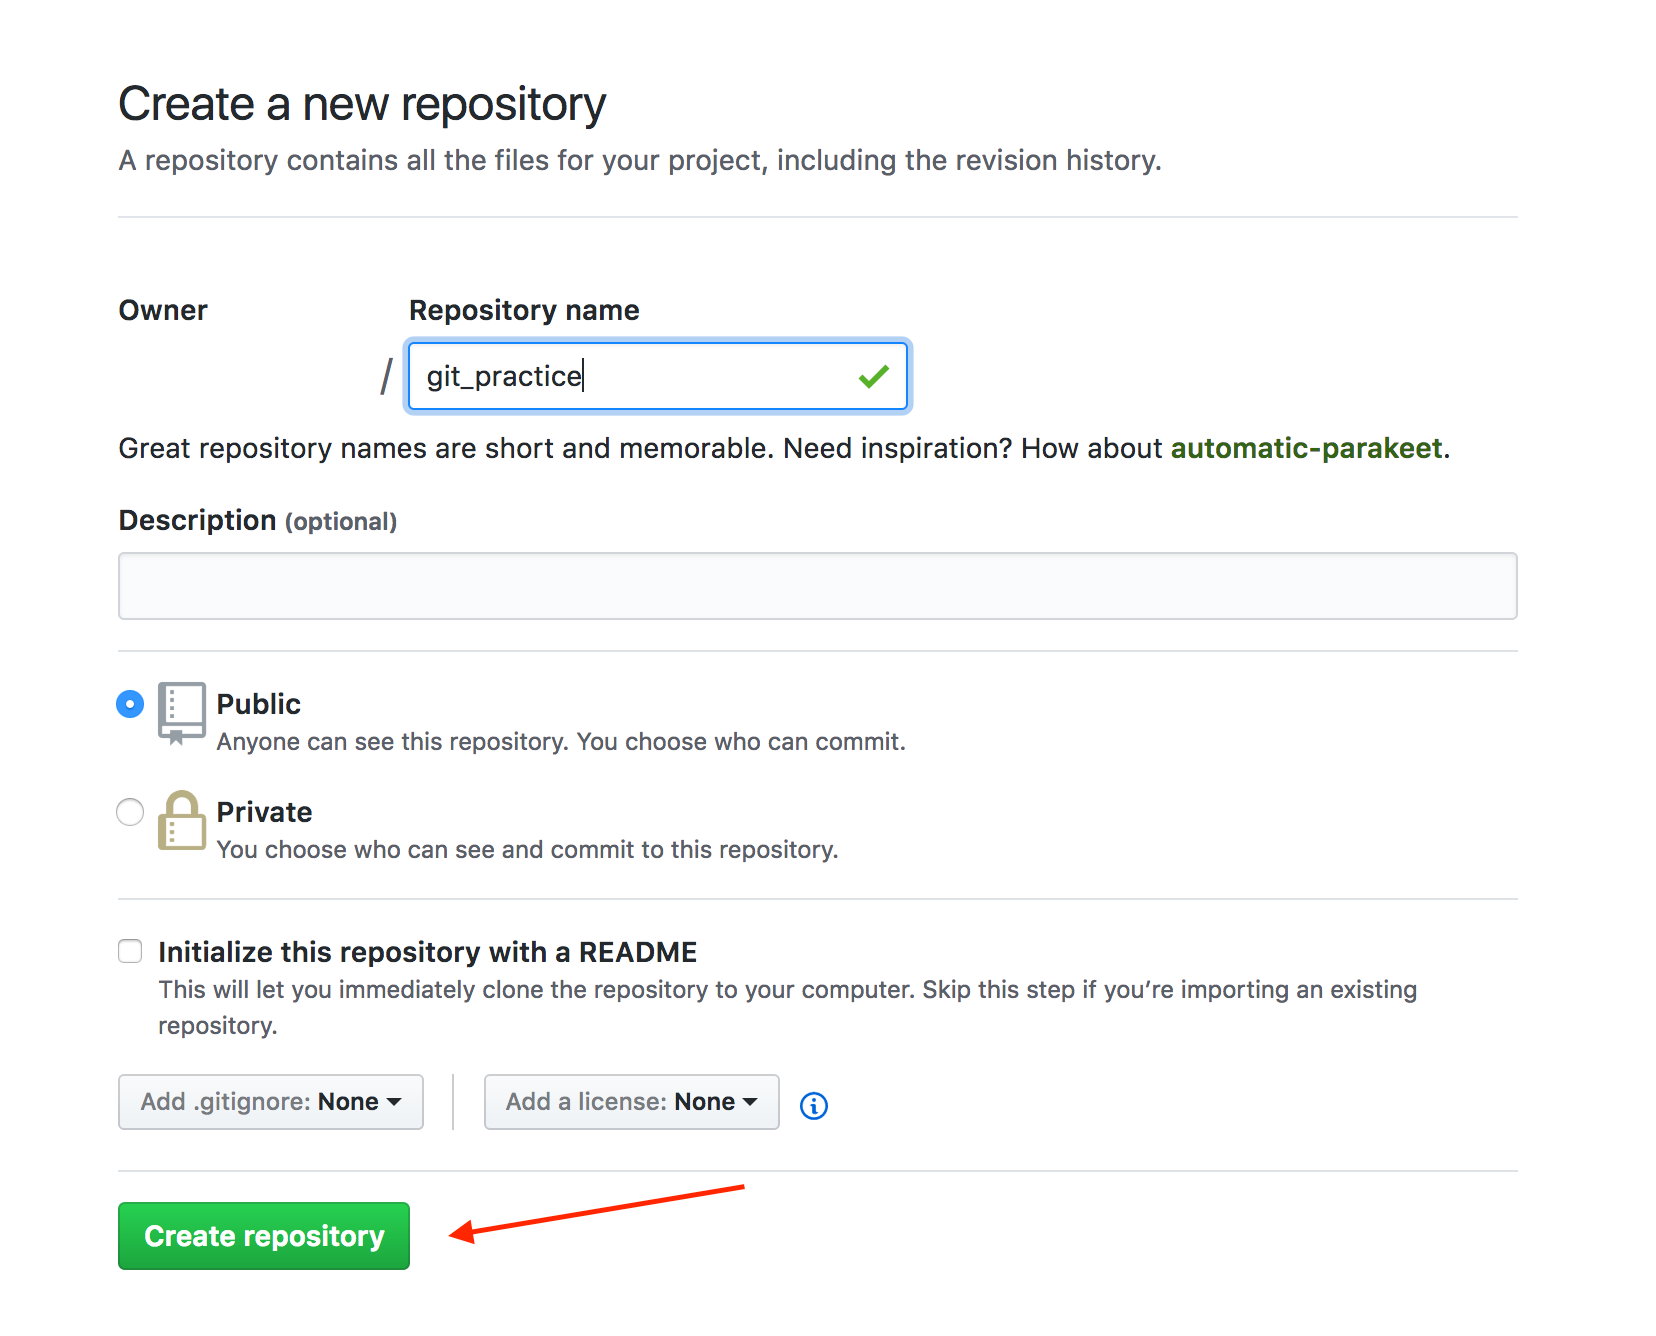 Create a new repository
A repository contains all the files for your project, including the revision history.
Owner
Repository name
/
git_practice
Great repository names are short and memorable. Need inspiration? How about automatic-parakeet.
Description (optional)
Public
Anyone can see this repository. You choose who can commit.
Private
You choose who can see and commit to this repository.
Initialize this repository with a README
This will let you immediately clone the repository to your computer. Skip this step if you’re importing an existing
repository.
Add .gitignore: None
Add a license: None
Create repository